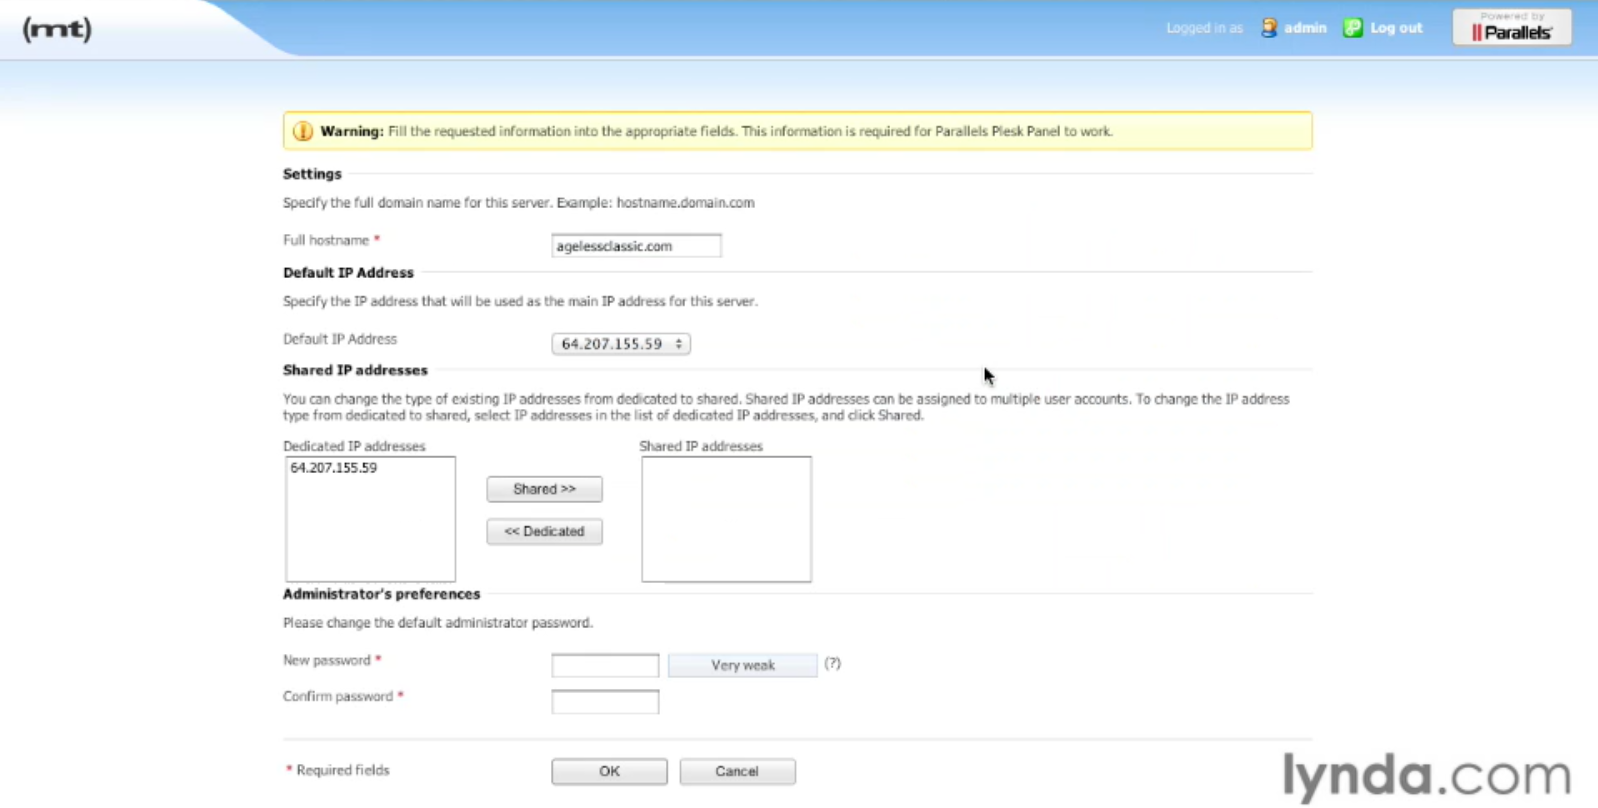 (mt)
Logged in as admin Log out
Powered by
Parallels
Warning: Fill the requested information into the appropriate fields. This information is required for Parallels Plesk Panel to work.
Settings
Specify the full domain name for this server. Example: hostname.domain.com
Full hostname * agelessclassic.com
Default IP Address
Specify the IP address that will be used as the main IP address for this server.
Default IP Address 64.207.155.59
Shared IP addresses
You can change the type of existing IP addresses from dedicated to shared. Shared IP addresses can be assigned to multiple user accounts. To change the IP address
type from dedicated to shared, select IP addresses in the list of dedicated IP addresses, and click Shared.
Dedicated IP addresses Shared IP addresses
64.207.155.59
Shared >>
<< Dedicated
Administrator's preferences
Please change the default administrator password.
New password * Very weak (?)
Confirm password *
* Required fields OK Cancel
lynda.com